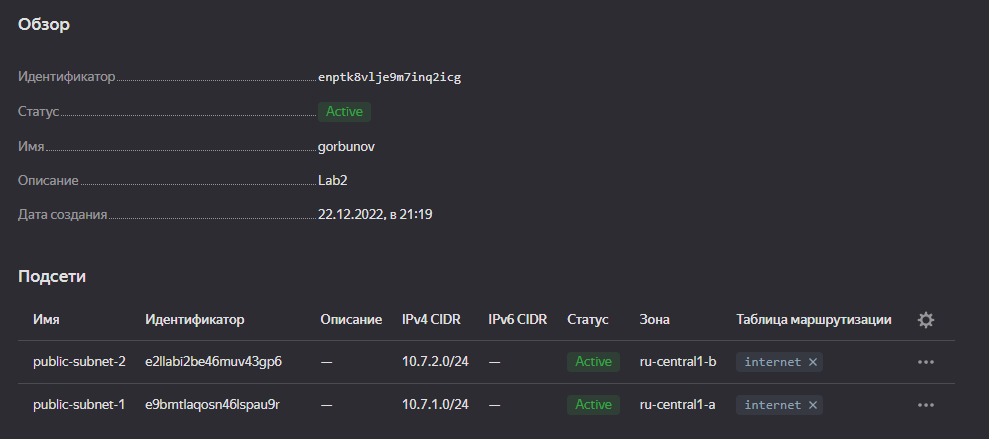 Обзор
Идентификатор enptk8vlje9m7inq2icg
Статус Active
Имя gorbunov
Описание Lab2
Дата создания 22.12.2022, в 21:19
Подсети
Имя Идентификатор Описание IPv4 CIDR IPv6 CIDR Статус Зона Таблица маршрутизации
public-subnet-2 e2llabi2be46muv43gp6 — 10.7.2.0/24 — Active ru-central1-b internet ×
public-subnet-1 e9bmtlaqosn46lspau9r — 10.7.1.0/24 — Active ru-central1-a internet ×